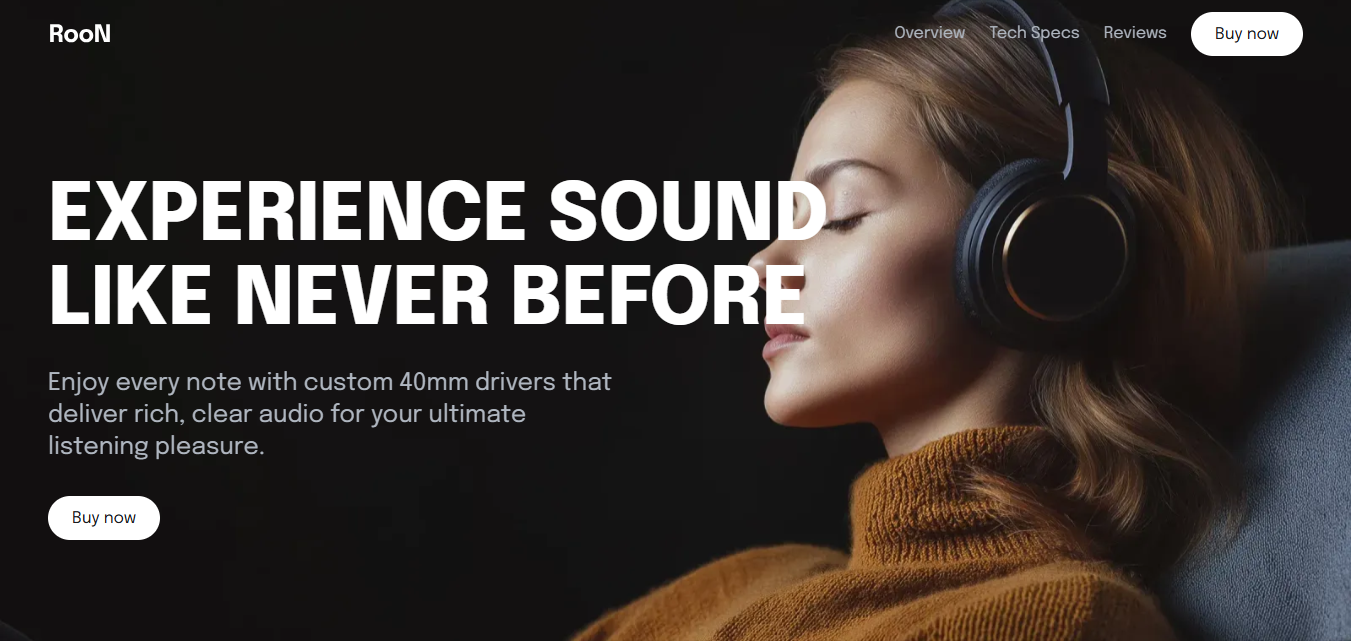 RooN
Overview
Tech Specs
Reviews
Buy now
EXPERIENCE SOUND
LIKE NEVER BEFORE
Enjoy every note with custom 40mm drivers that
deliver rich, clear audio for your ultimate
listening pleasure.
Buy now